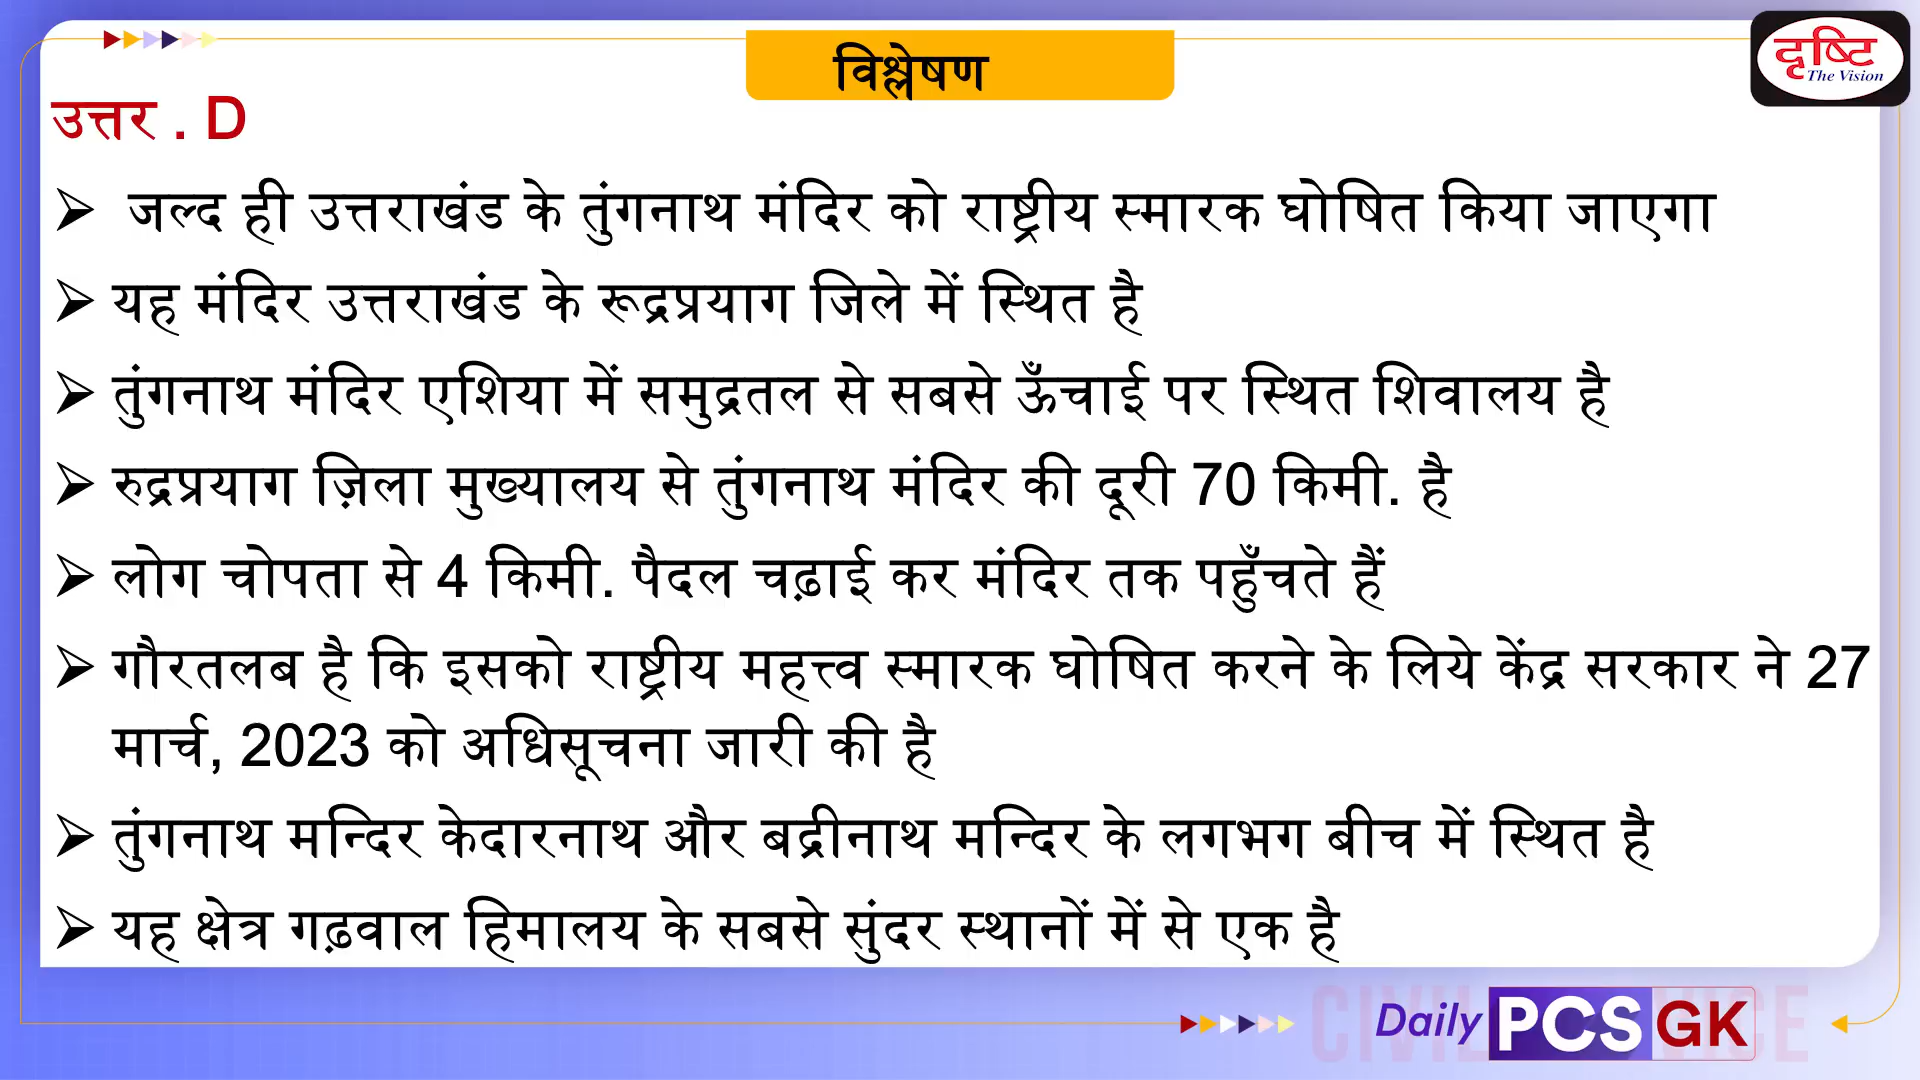 विश्लेषण
दृष्टि
The Vision
उत्तर . D
➢ जल्द ही उत्तराखंड के तुंगनाथ मंदिर को राष्ट्रीय स्मारक घोषित किया जाएगा
➢ यह मंदिर उत्तराखंड के रूद्रप्रयाग जिले में स्थित है
➢ तुंगनाथ मंदिर एशिया में समुद्रतल से सबसे ऊँचाई पर स्थित शिवालय है
➢ रुद्रप्रयाग ज़िला मुख्यालय से तुंगनाथ मंदिर की दूरी 70 किमी. है
➢ लोग चोपता से 4 किमी. पैदल चढ़ाई कर मंदिर तक पहुँचते हैं
➢ गौरतलब है कि इसको राष्ट्रीय महत्त्व स्मारक घोषित करने के लिये केंद्र सरकार ने 27
मार्च, 2023 को अधिसूचना जारी की है
➢ तुंगनाथ मन्दिर केदारनाथ और बद्रीनाथ मन्दिर के लगभग बीच में स्थित है
➢ यह क्षेत्र गढ़वाल हिमालय के सबसे सुंदर स्थानों में से एक है
Daily PCS GK